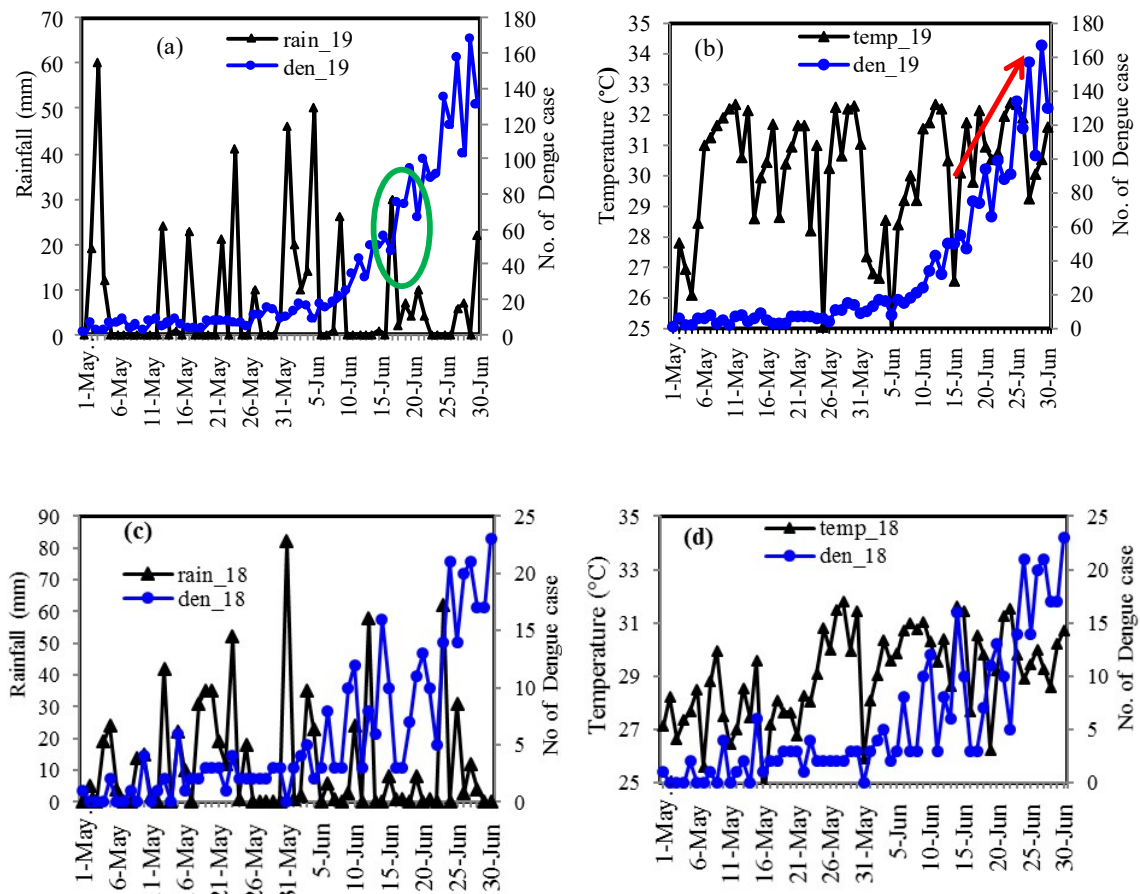 (a)
rain_19
den_19
Rainfall (mm)
70
60
50
40
30
20
10
0
No. of Dengue case
180
160
140
120
100
80
60
40
20
0
1-May.
6-May
11-May
16-May
21-May
26-May
31-May
5-Jun
10-Jun
15-Jun
20-Jun
25-Jun
30-Jun
(b)
temp_19
den_19
Temperature (°C)
35
34
33
32
31
30
29
28
27
26
25
No. of Dengue case
180
160
140
120
100
80
60
40
20
0
1-May.
6-May
11-May
16-May
21-May
26-May
31-May
5-Jun
10-Jun
15-Jun
20-Jun
25-Jun
30-Jun
(c)
rain_18
den_18
Rainfall (mm)
90
80
70
60
50
40
30
20
10
0
No of Dengue case
25
20
15
10
5
0
1-May.
6-May
1-May
6-May
21-May
26-May
31-May
5-Jun
10-Jun
15-Jun
20-Jun
25-Jun
30-Jun
(d)
temp_18
den_18
Temperature (°C)
35
33
31
29
27
25
No. of Dengue case
25
20
15
10
5
0
1-May.
6-May
11-May
16-May
21-May
26-May
31-May
5-Jun
10-Jun
15-Jun
20-Jun
25-Jun
30-Jun